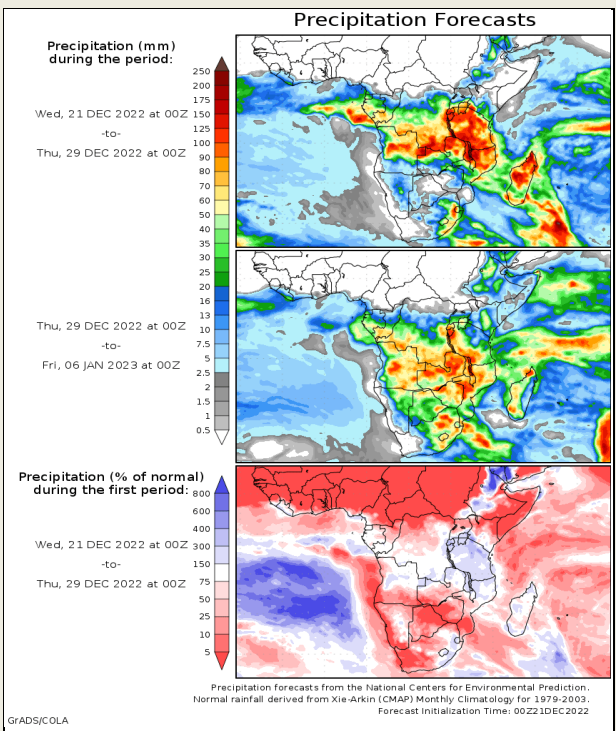 Precipitation Forecasts
Precipitation (mm)
during the period:
Wed, 21 DEC 2022 at 00Z
-to-
Thu, 29 DEC 2022 at 00Z
250
200
175
150
125
100
90
80
70
60
50
40
35
30
25
20
16
13
10
7.5
5
2.5
2
1.5
1
0.5
Thu, 29 DEC 2022 at 00Z
-to-
Fri, 06 JAN 2023 at 00Z
Precipitation (% of normal)
during the first period:
Wed, 21 DEC 2022 at 00Z
-to-
Thu, 29 DEC 2022 at 00Z
800
600
400
300
150
75
50
25
10
5
Precipitation forecasts from the National Centers for Environmental Prediction.
Normal rainfall derived from Xie-Arkin (CMAP) Monthly Climatology for 1979-2003.
Forecast Initialization Time: 00Z21DEC2022
GrADS/COLA